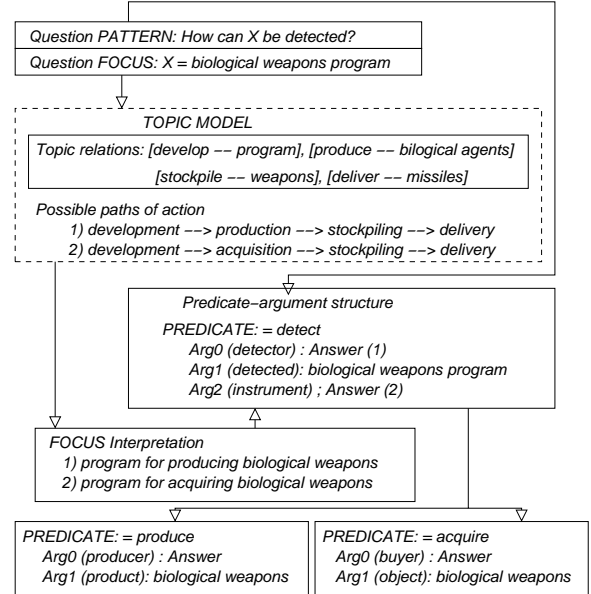 Question PATTERN: How can X be detected?
Question FOCUS: X = biological weapons program
TOPIC MODEL
Topic relations: [develop −− program], [produce −− bilogical agents]
[stockpile −− weapons], [deliver −− missiles]
Possible paths of action
1) development −−> production −−> stockpiling −−> delivery
2) development −−> acquisition −−> stockpiling −−> delivery
Predicate−argument structure
PREDICATE: = detect
Arg0 (detector) : Answer (1)
Arg1 (detected): biological weapons program
Arg2 (instrument) ; Answer (2)
FOCUS Interpretation
1) program for producing biological weapons
2) program for acquiring biological weapons
PREDICATE: = produce
Arg0 (producer) : Answer
Arg1 (product): biological weapons
PREDICATE: = acquire
Arg0 (buyer) : Answer
Arg1 (object): biological weapons